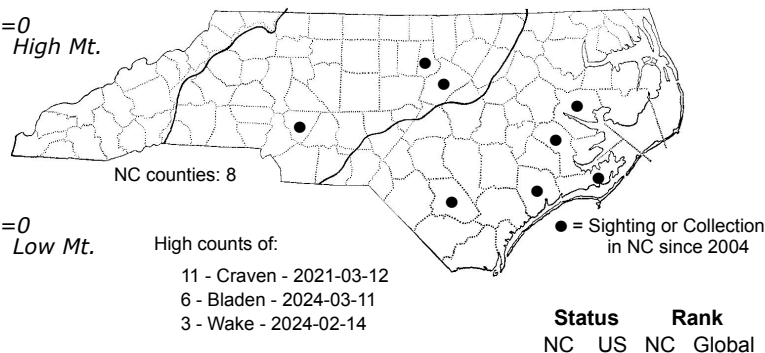 =0
High Mt.
NC counties: 8
=0
Low Mt.
High counts of:
11 - Craven - 2021-03-12
6 - Bladen - 2024-03-11
3 - Wake - 2024-02-14
● = Sighting or Collection
in NC since 2004
Status Rank
NC US NC Global